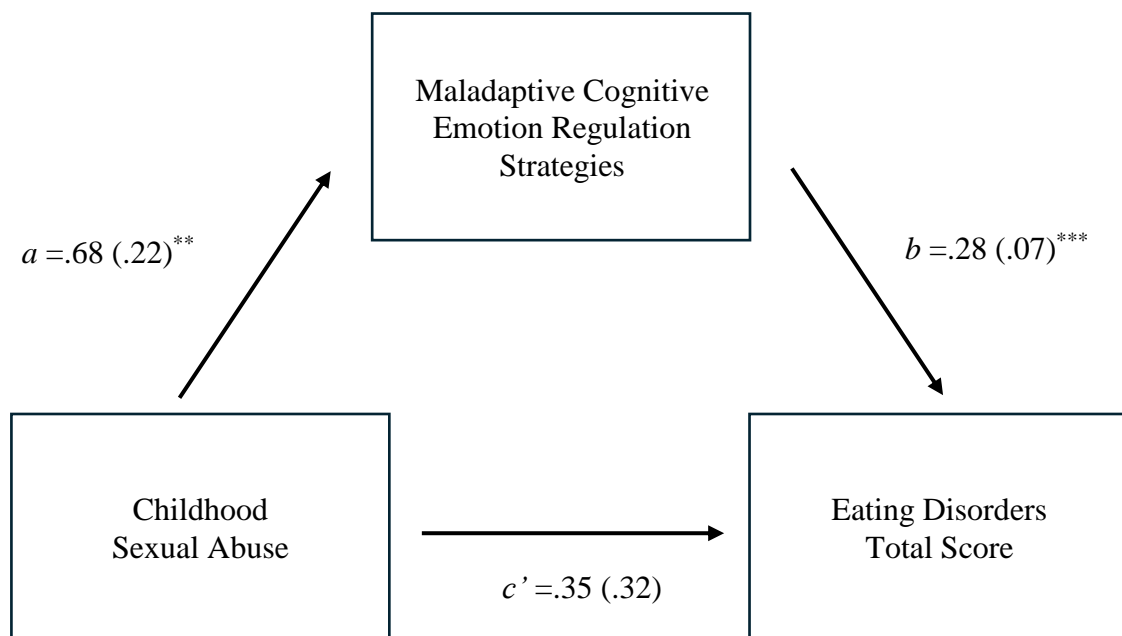 Maladaptive Cognitive
Emotion Regulation
Strategies
a =.68 (.22)**
b =.28 (.07)***
Childhood
Sexual Abuse
Eating Disorders
Total Score
c’ =.35 (.32)